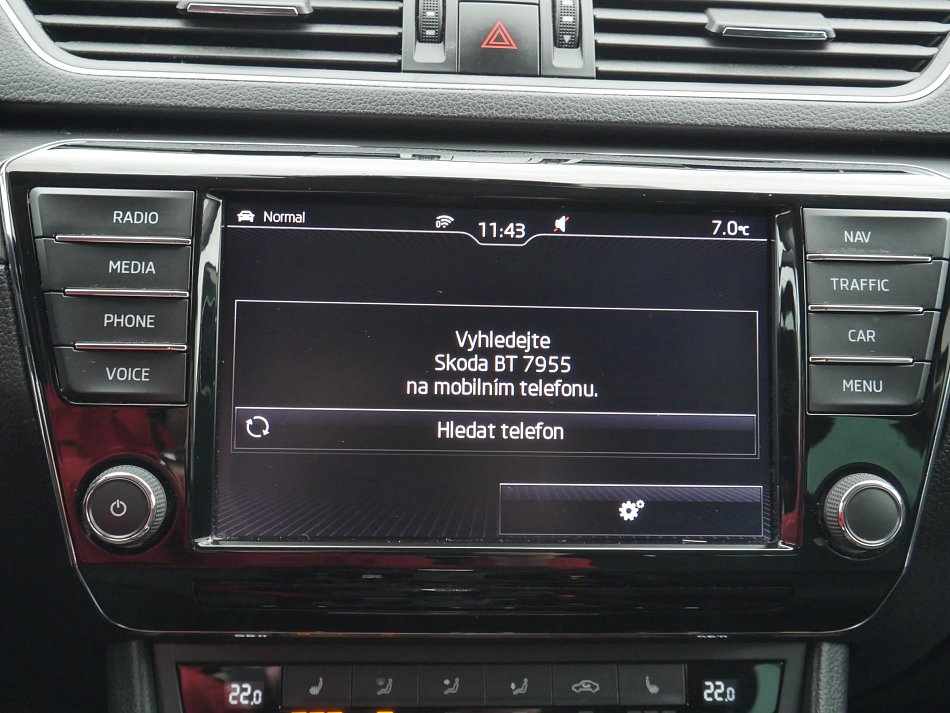 RADIO
MEDIA
PHONE
VOICE
Normal
11:43
7.0°C
Vyhledejte
Skoda BT 7955
na mobilním telefonu.
Hledat telefon
NAV
TRAFFIC
CAR
MENU
22.0
22.0